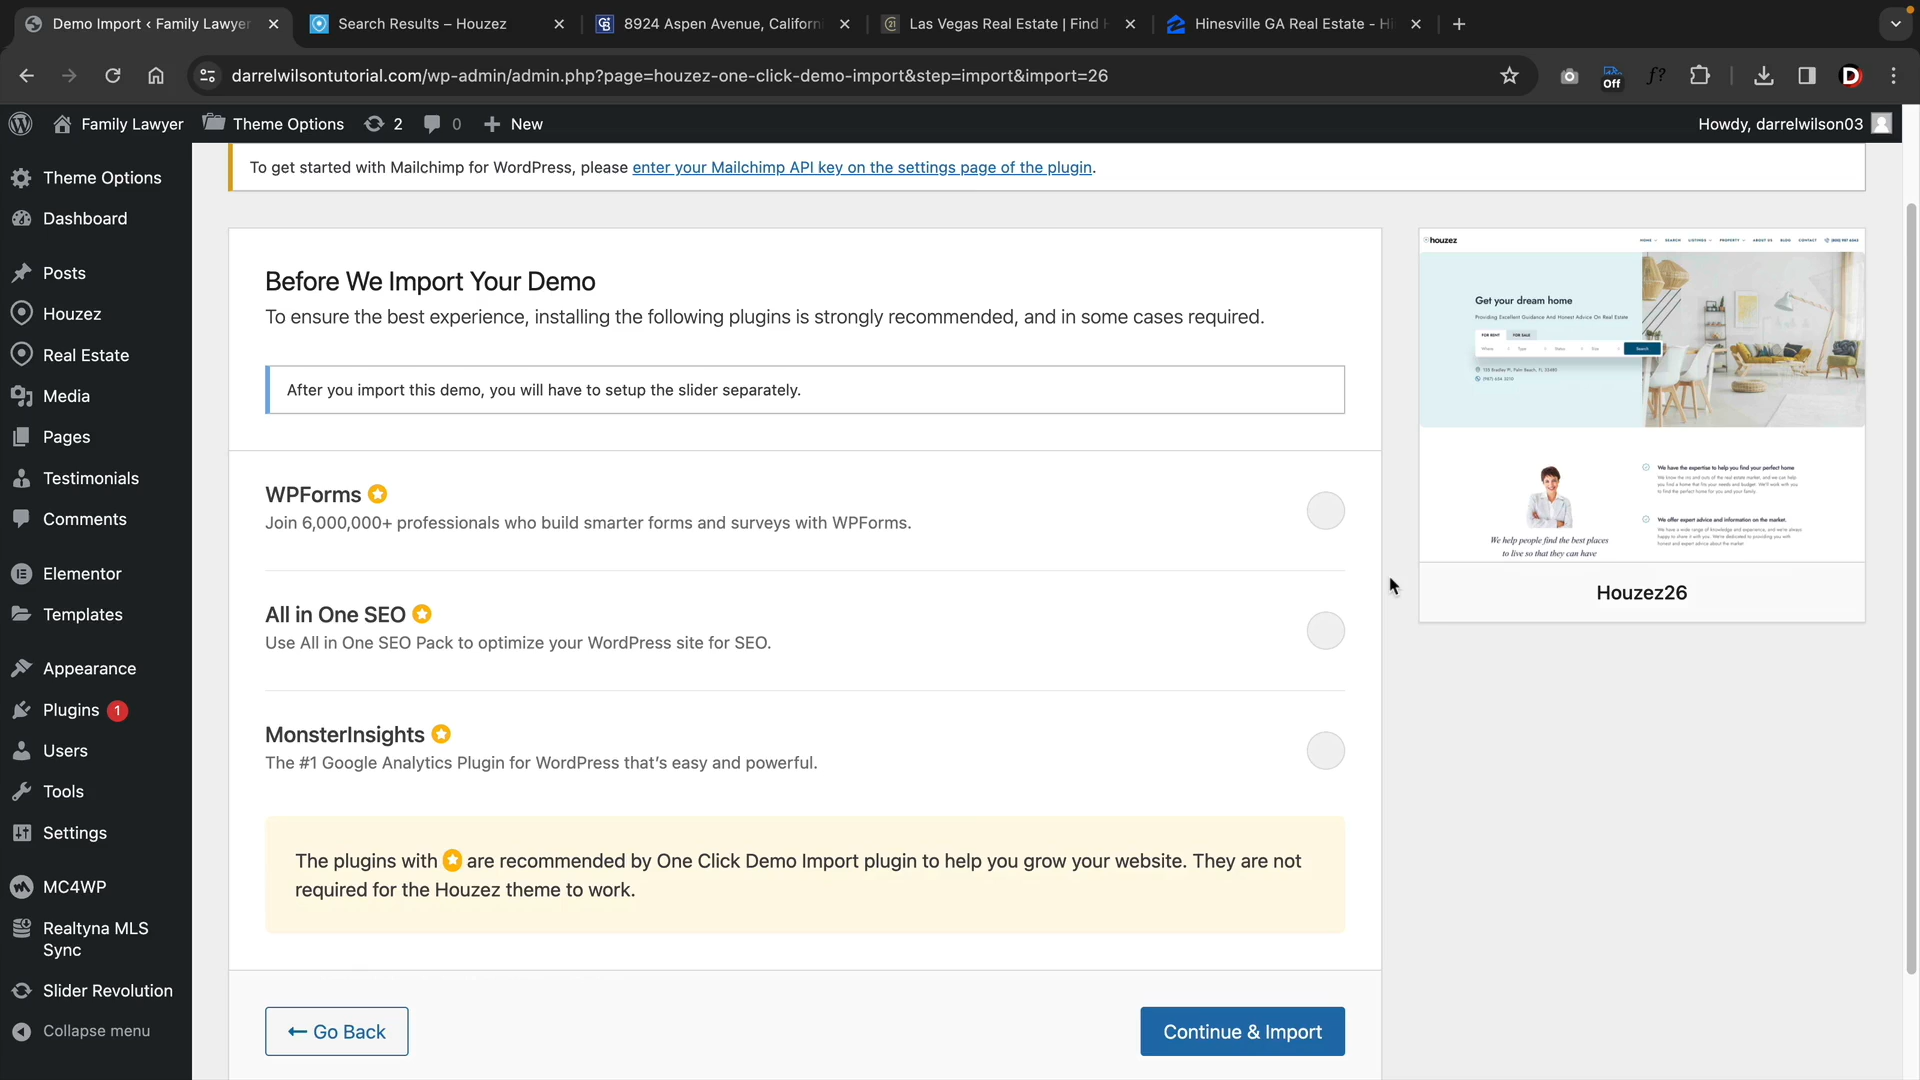 Demo Import ‹ Family Lawyer
Search Results – Houzez
8924 Aspen Avenue, Californ
Las Vegas Real Estate | Find
Hinesville GA Real Estate - H
darrelwilsontutorial.com/wp-admin/admin.php?page=houzez-one-click-demo-import&step=import&import=26
Off
f?
D
Family Lawyer
Theme Options
2
0
New
Howdy, darrelwilson03
Theme Options
Dashboard
Posts
Houzez
Real Estate
Media
Pages
Testimonials
Comments
Elementor
Templates
Appearance
Plugins 1
Users
Tools
Settings
MC4WP
Realtyna MLS
Sync
Slider Revolution
Collapse menu
To get started with Mailchimp for WordPress, please enter your Mailchimp API key on the settings page of the plugin.
Before We Import Your Demo
To ensure the best experience, installing the following plugins is strongly recommended, and in some cases required.
After you import this demo, you will have to setup the slider separately.
WPForms
Join 6,000,000+ professionals who build smarter forms and surveys with WPForms.
All in One SEO
Use All in One SEO Pack to optimize your WordPress site for SEO.
MonsterInsights
The #1 Google Analytics Plugin for WordPress that's easy and powerful.
The plugins with are recommended by One Click Demo Import plugin to help you grow your website. They are not
required for the Houzez theme to work.
← Go Back
Continue & Import
houzez
HOME SEARCH LISTINGS PROPERTY ABOUT US BLOG CONTACT
Get your dream home
Providing Excellent Guidance And Honest Advice On Real Estate
FOR RENT FOR SALE
Search
We help people find the best places
to live so that they can have
We have the expertise to help you find your perfect home
We offer expert advice and information on the market.
Houzez26